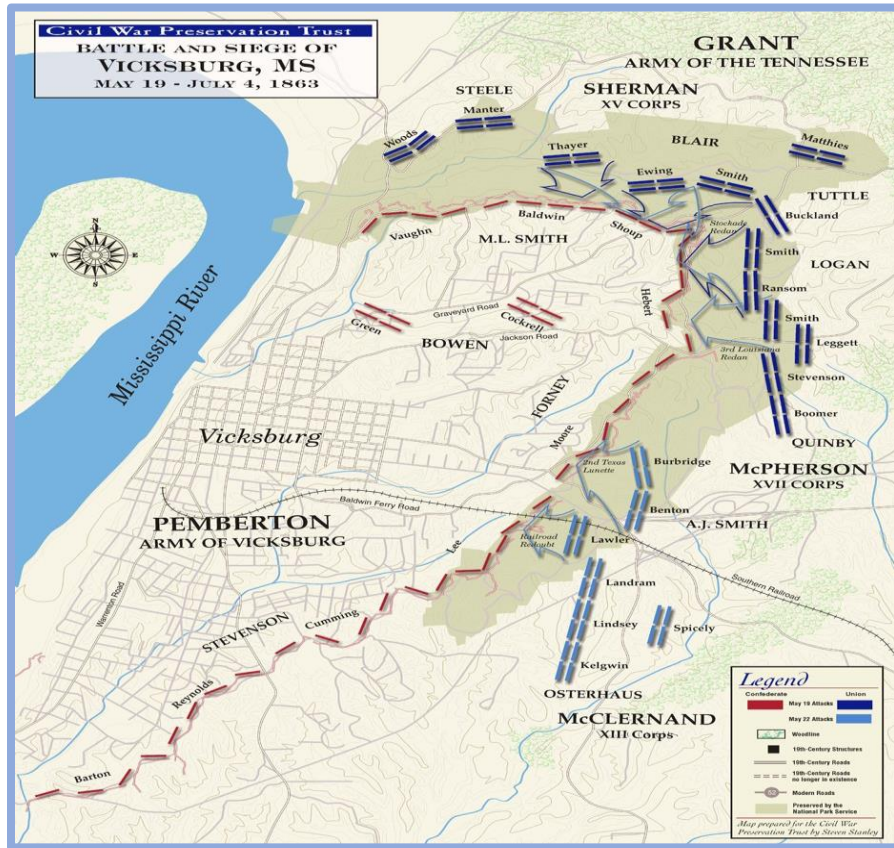 Civil War Preservation Trust
BATTLE AND SIEGE OF
VICKSBURG, MS
MAY 19 - JULY 4, 1863
GRANT
ARMY OF THE TENNESSEE
STEELE
SHERMAN
XV CORPS
Manter
Woods
Thayer
BLAIR
Matthies
Ewing
Smith
TUTTLE
Buckland
Stockade
Redan
Vaughn
Baldwin
Shoup
M.L. SMITH
Smith
LOGAN
Ransom
Hebert
Smith
Leggett
N
W
E
S
Mississippi River
Green
Graveyard Road
Cockrell
BOWEN
Jackson Road
3rd Louisiana
Redan
Stevenson
Boomer
QUINBY
FORNEY
Moore
Vicksburg
2nd Texas
Lunette
Burbridge
McPHERSON
XVII CORPS
Baldwin Ferry Road
Benton
A.J. SMITH
PEMBERTON
ARMY OF VICKSBURG
Railroad
Redoubt
Lawler
Lee
Landram
Southern Railroad
Warrenton Road
STEVENSON
Cumming
Lindsey
Spicely
Kelgwin
Reynolds
OSTERHAUS
McCLERNAND
XIII Corps
Barton
Legend
Confederate
Union
May 19 Attacks
May 22 Attacks
Woodline
19th-Century Structures
19th-Century Roads
19th-Century Roads
no longer in existence
Modern Roads
Preserved by the
National Park Service
Map prepared for the Civil War
Preservation Trust by Steven Stanley